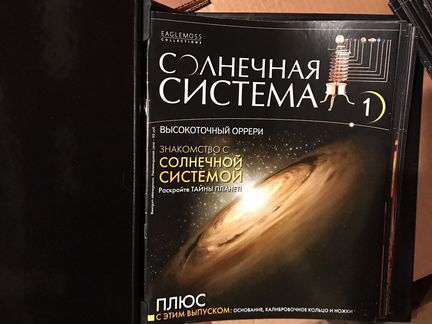 EAGLEMOSS
COLLECTIONS
СОЛНЕЧНАЯ
СИСТЕМА
1
ВЫСОКОТОЧНЫЙ ОРРЕРИ
ЗНАКОМСТВО С
СОЛНЕЧНОЙ
СИСТЕМОЙ
Раскройте ТАЙНЫ ПЛАНЕТ!
ПЛЮС
С ЭТИМ ВЫПУСКОМ: ОСНОВАНИЕ, КАЛИБРОВОЧНОЕ КОЛЬЦО И НОЖКИ